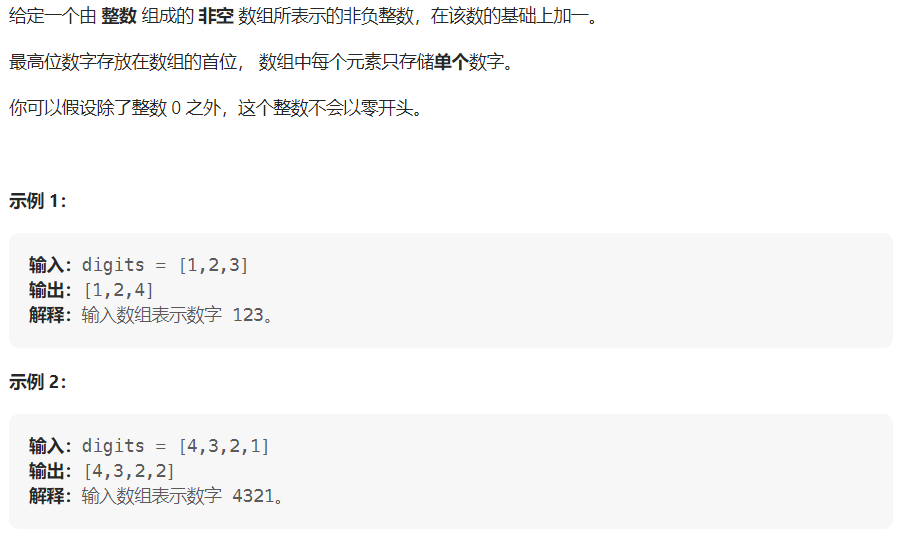 给定一个由 整数 组成的 非空 数组所表示的非负整数，在该数的基础上加一。
最高位数字存放在数组的首位， 数组中每个元素只存储单个数字。
你可以假设除了整数 0 之外，这个整数不会以零开头。
示例 1：
输入：digits = [1,2,3]
输出：[1,2,4]
解释：输入数组表示数字 123。
示例 2：
输入：digits = [4,3,2,1]
输出：[4,3,2,2]
解释：输入数组表示数字 4321。